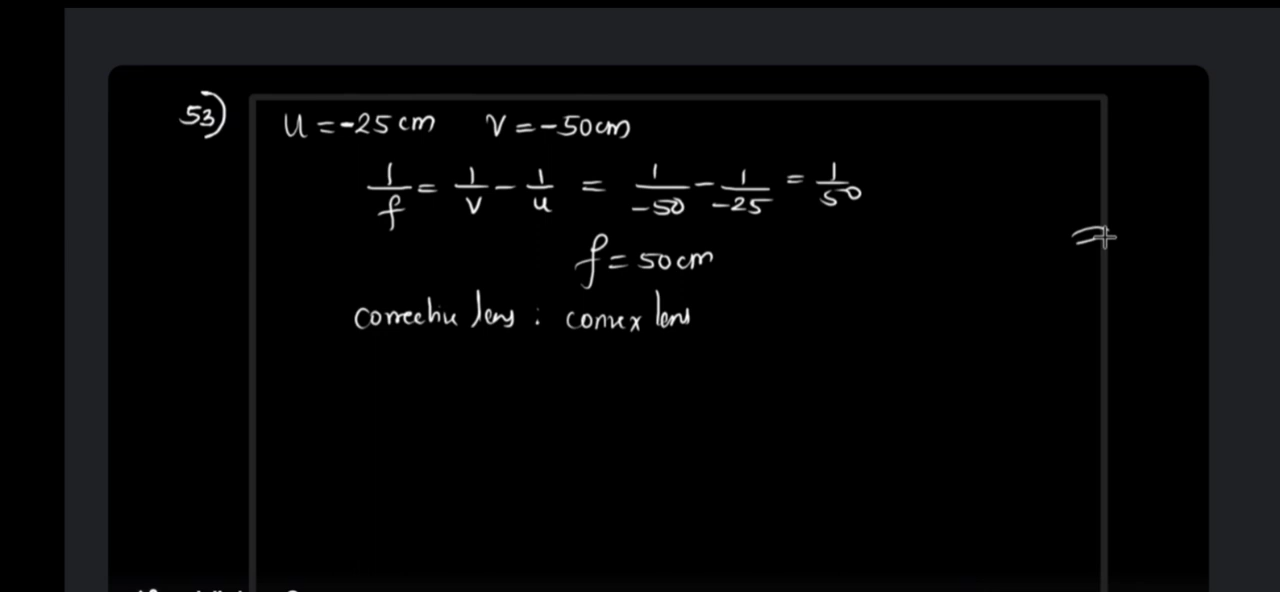 53)
u = -25 cm v = -50 cm
1/f = 1/v - 1/u = 1/-50 - 1/-25 = 1/50
f = 50 cm
corrective lens : convex lens